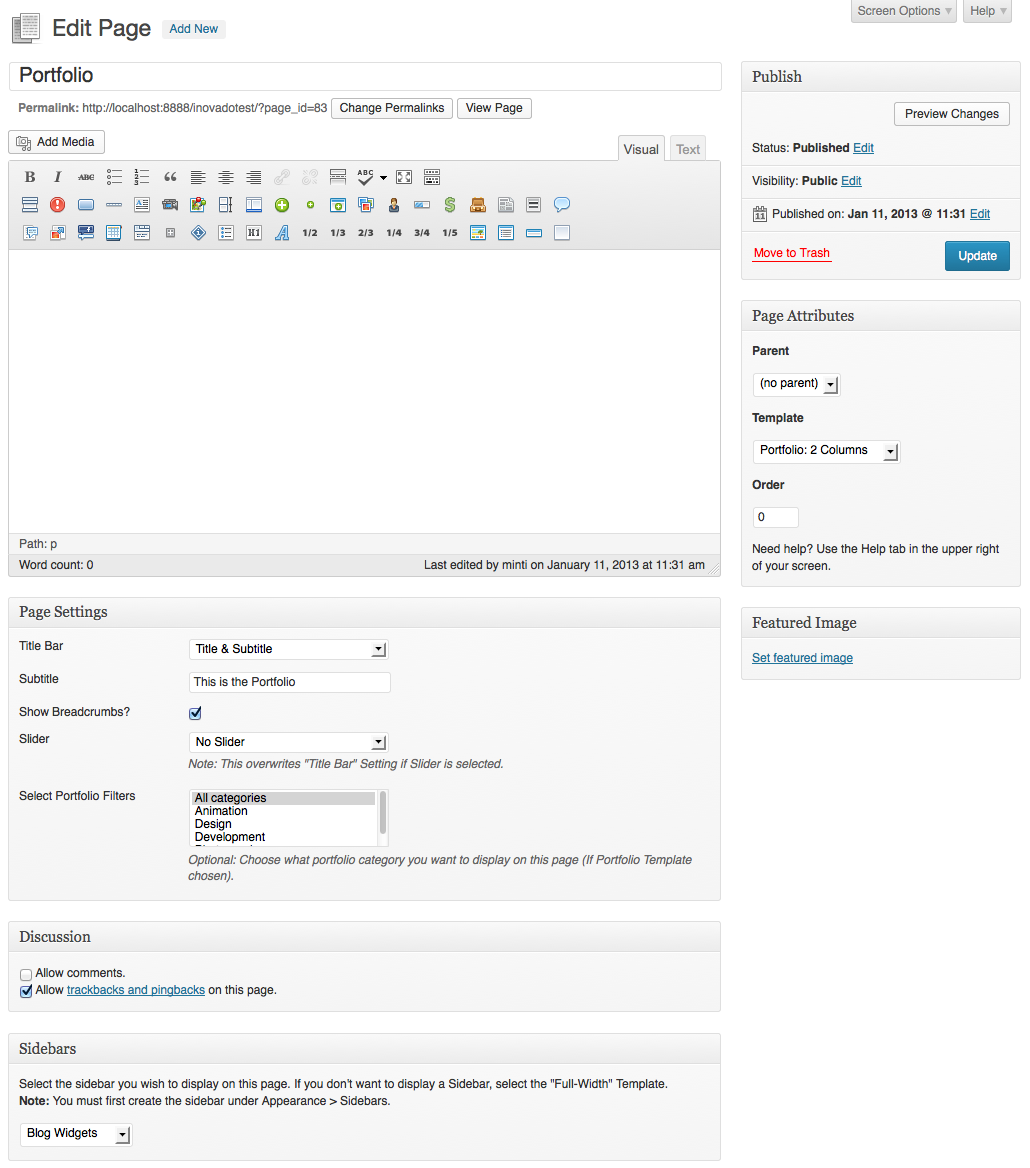 Screen Options Help
Edit Page Add New
Portfolio
Permalink: http://localhost:8888/inovadotest/?page_id=83 Change Permalinks View Page
Add Media
Visual Text
B I ABC ABC
H1 1/2 1/3 2/3 1/4 3/4 1/5
Path: p
Word count: 0 Last edited by minti on January 11, 2013 at 11:31 am
Page Settings
Title Bar Title & Subtitle
Subtitle This is the Portfolio
Show Breadcrumbs?
Slider No Slider
Note: This overwrites "Title Bar" Setting if Slider is selected.
Select Portfolio Filters All categories
Animation
Design
Development
Optional: Choose what portfolio category you want to display on this page (If Portfolio Template
chosen).
Discussion
Allow comments.
Allow trackbacks and pingbacks on this page.
Sidebars
Select the sidebar you wish to display on this page. If you don't want to display a Sidebar, select the "Full-Width" Template.
Note: You must first create the sidebar under Appearance > Sidebars.
Blog Widgets
Publish
Preview Changes
Status: Published Edit
Visibility: Public Edit
11 Published on: Jan 11, 2013 @ 11:31 Edit
Move to Trash Update
Page Attributes
Parent
(no parent)
Template
Portfolio: 2 Columns
Order
0
Need help? Use the Help tab in the upper right
of your screen.
Featured Image
Set featured image